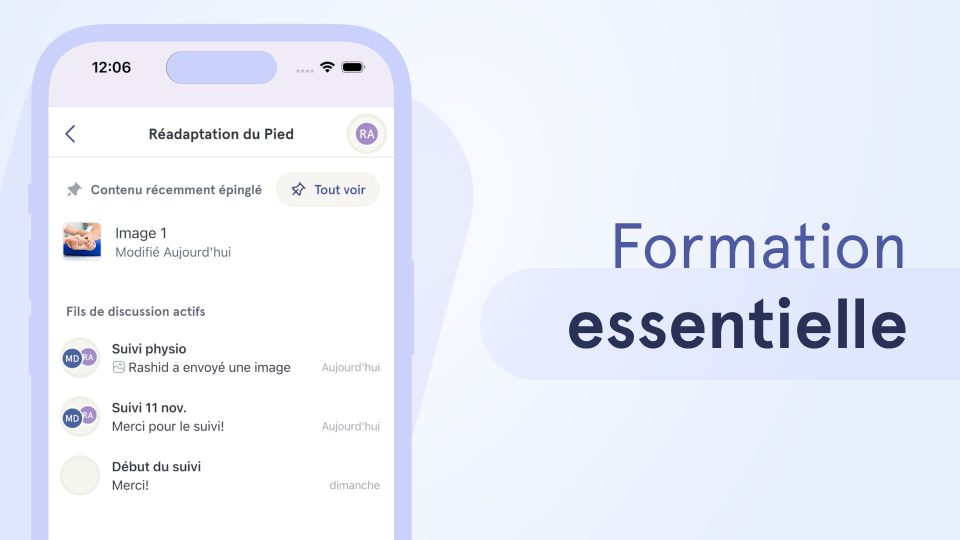 12:06
Réadaptation du Pied
RA
Contenu récemment épinglé
Tout voir
Image 1
Modifié Aujourd'hui
Fils de discussion actifs
MD RA
Suivi physio
Rashid a envoyé une image
Aujourd'hui
MD RA
Suivi 11 nov.
Merci pour le suivi!
Aujourd'hui
Début du suivi
Merci!
dimanche
Formation
essentielle